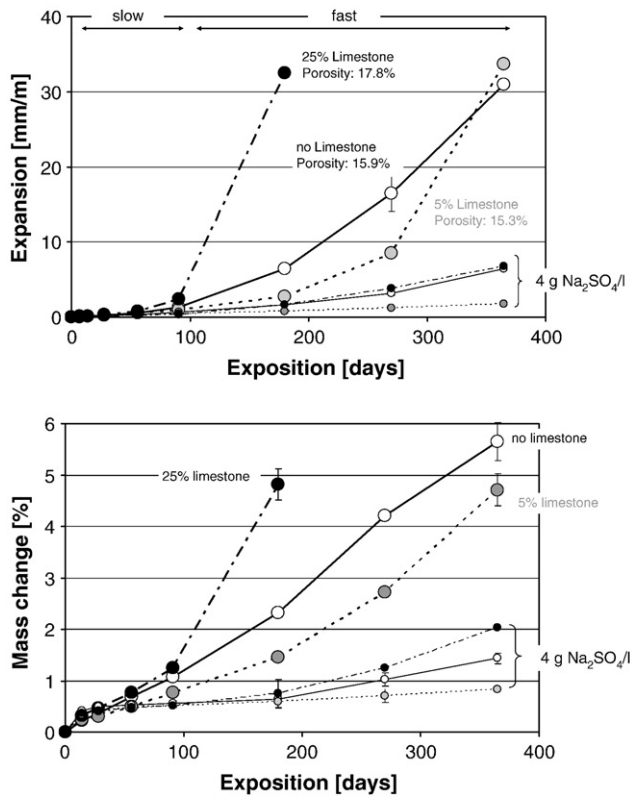 slow fast
40
25% Limestone
Porosity: 17.8%
30
no Limestone
Porosity: 15.9%
20
5% Limestone
Porosity: 15.3%
10
4 g Na₂SO₄/l
0
0 100 200 300 400
Expansion [mm/m]
Exposition [days]
6
no limestone
5
25% limestone
5% limestone
4
3
2
4 g Na₂SO₄/l
1
0
0 100 200 300 400
Mass change [%]
Exposition [days]